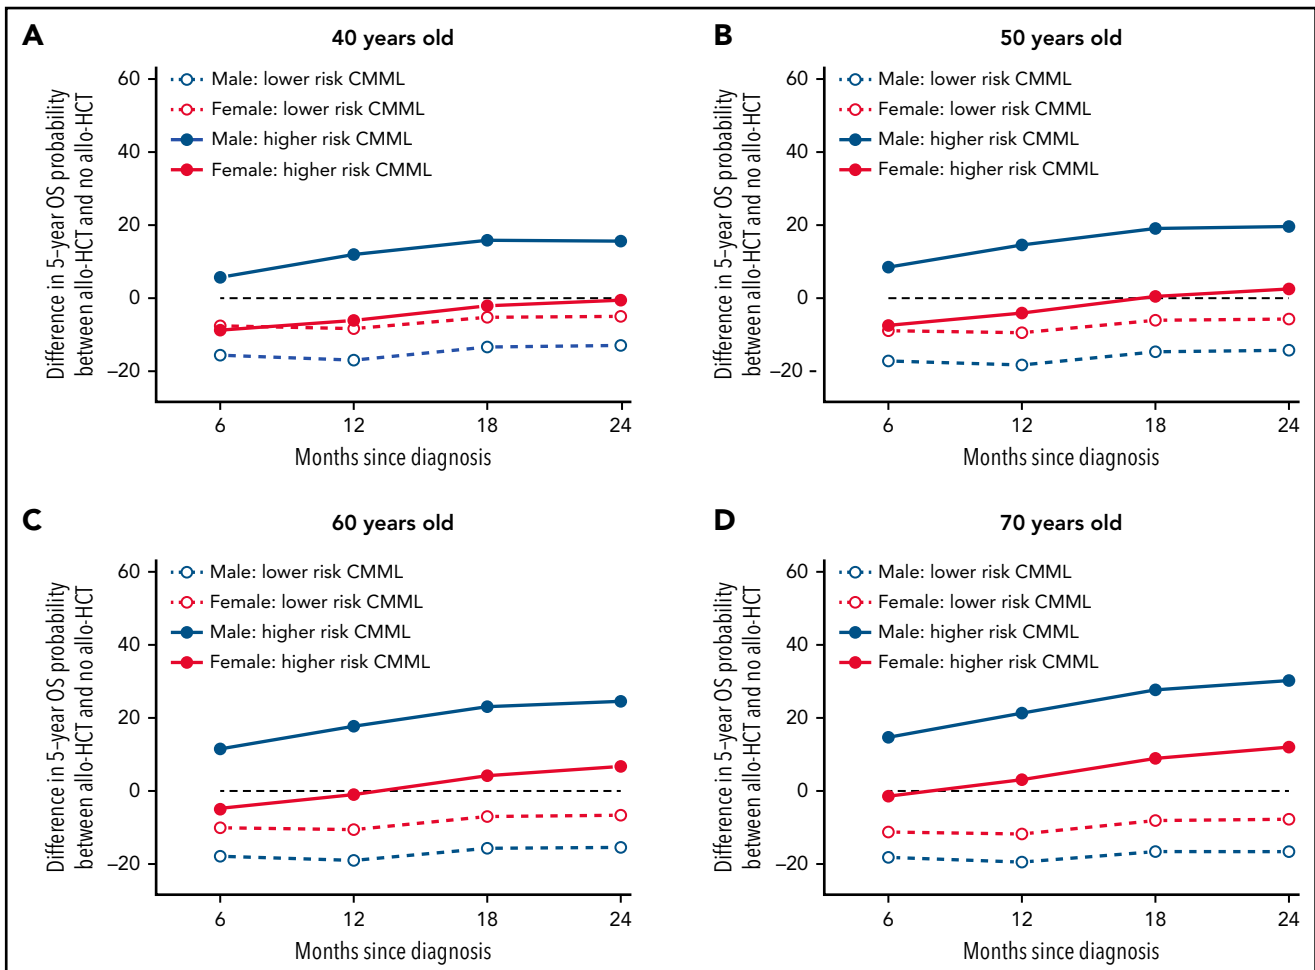 A
40 years old
Difference in 5–year OS probability
between allo-HCT and no allo-HCT
60
40
20
0
–20
Male: lower risk CMML
Female: lower risk CMML
Male: higher risk CMML
Female: higher risk CMML
6 12 18 24
Months since diagnosis
B
50 years old
Difference in 5–year OS probability
between allo-HCT and no allo-HCT
60
40
20
0
–20
Male: lower risk CMML
Female: lower risk CMML
Male: higher risk CMML
Female: higher risk CMML
6 12 18 24
Months since diagnosis
C
60 years old
Difference in 5–year OS probability
between allo-HCT and no allo-HCT
60
40
20
0
–20
Male: lower risk CMML
Female: lower risk CMML
Male: higher risk CMML
Female: higher risk CMML
6 12 18 24
Months since diagnosis
D
70 years old
Difference in 5–year OS probability
between allo-HCT and no allo-HCT
60
40
20
0
–20
Male: lower risk CMML
Female: lower risk CMML
Male: higher risk CMML
Female: higher risk CMML
6 12 18 24
Months since diagnosis